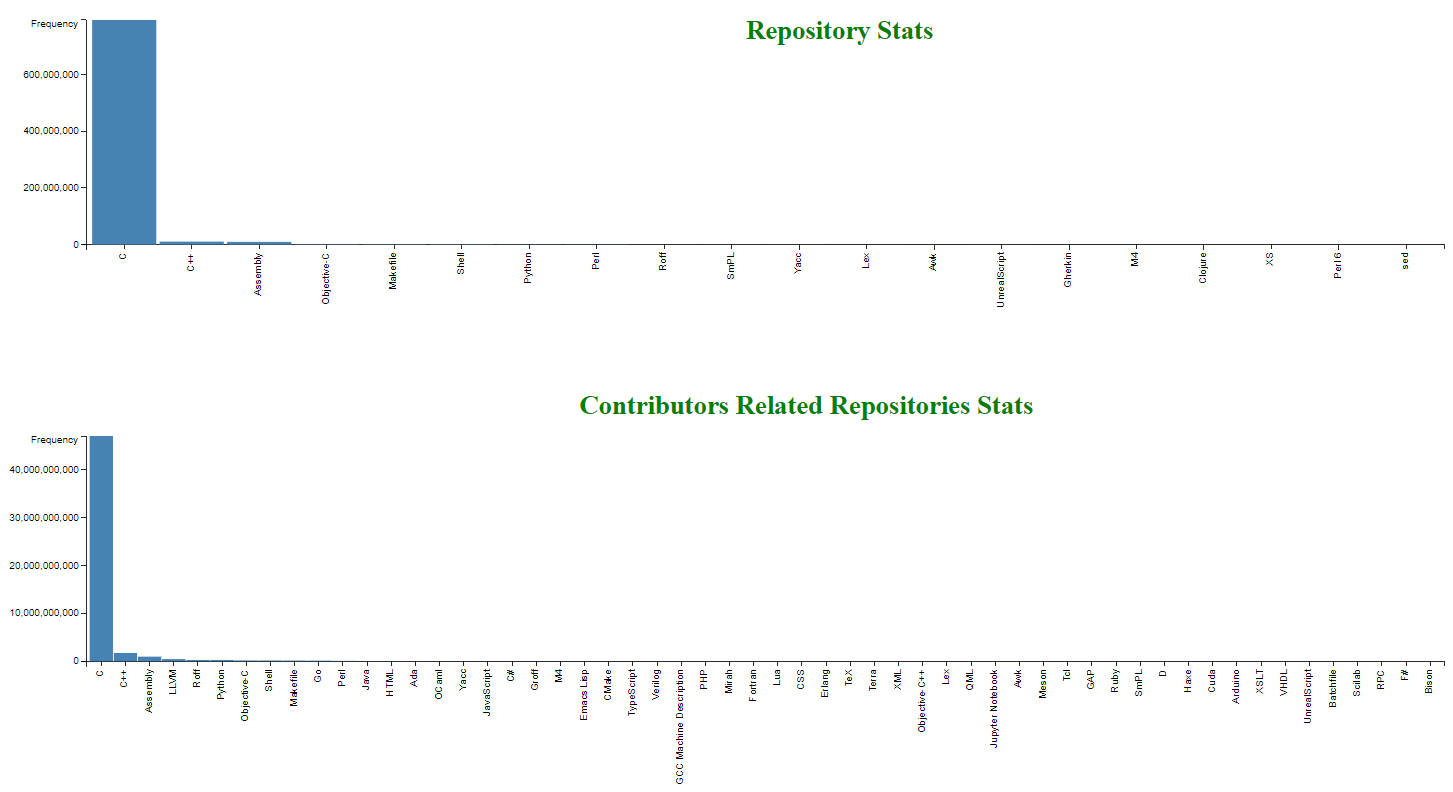 Repository Stats
Frequency
600,000,000
400,000,000
200,000,000
0
C
C++
Assembly
Objective-C
Makefile
Shell
Python
Perl
Roff
SmPL
Yacc
Lex
Awk
UnrealScript
Gherkin
M4
Clojure
XS
Perl6
sed
Contributors Related Repositories Stats
Frequency
40,000,000,000
30,000,000,000
20,000,000,000
10,000,000,000
0
C
C++
Assembly
LLVM
Roff
Python
Objective-C
Shell
Makefile
Go
Perl
Java
HTML
Ada
OCaml
Yacc
JavaScript
C#
Groff
M4
Emacs Lisp
CMake
TypeScript
Verilog
GCC Machine Description
PHP
Mirah
Fortran
Lua
CSS
Erlang
TeX
Terra
XML
Objective-C++
Lex
QML
Jupyter Notebook
Awk
Meson
Tcl
GAP
Ruby
SmPL
D
Haxe
Cuda
Arduino
XSLT
VHDL
UnrealScript
Batchfile
Scilab
RPC
F#
Bison